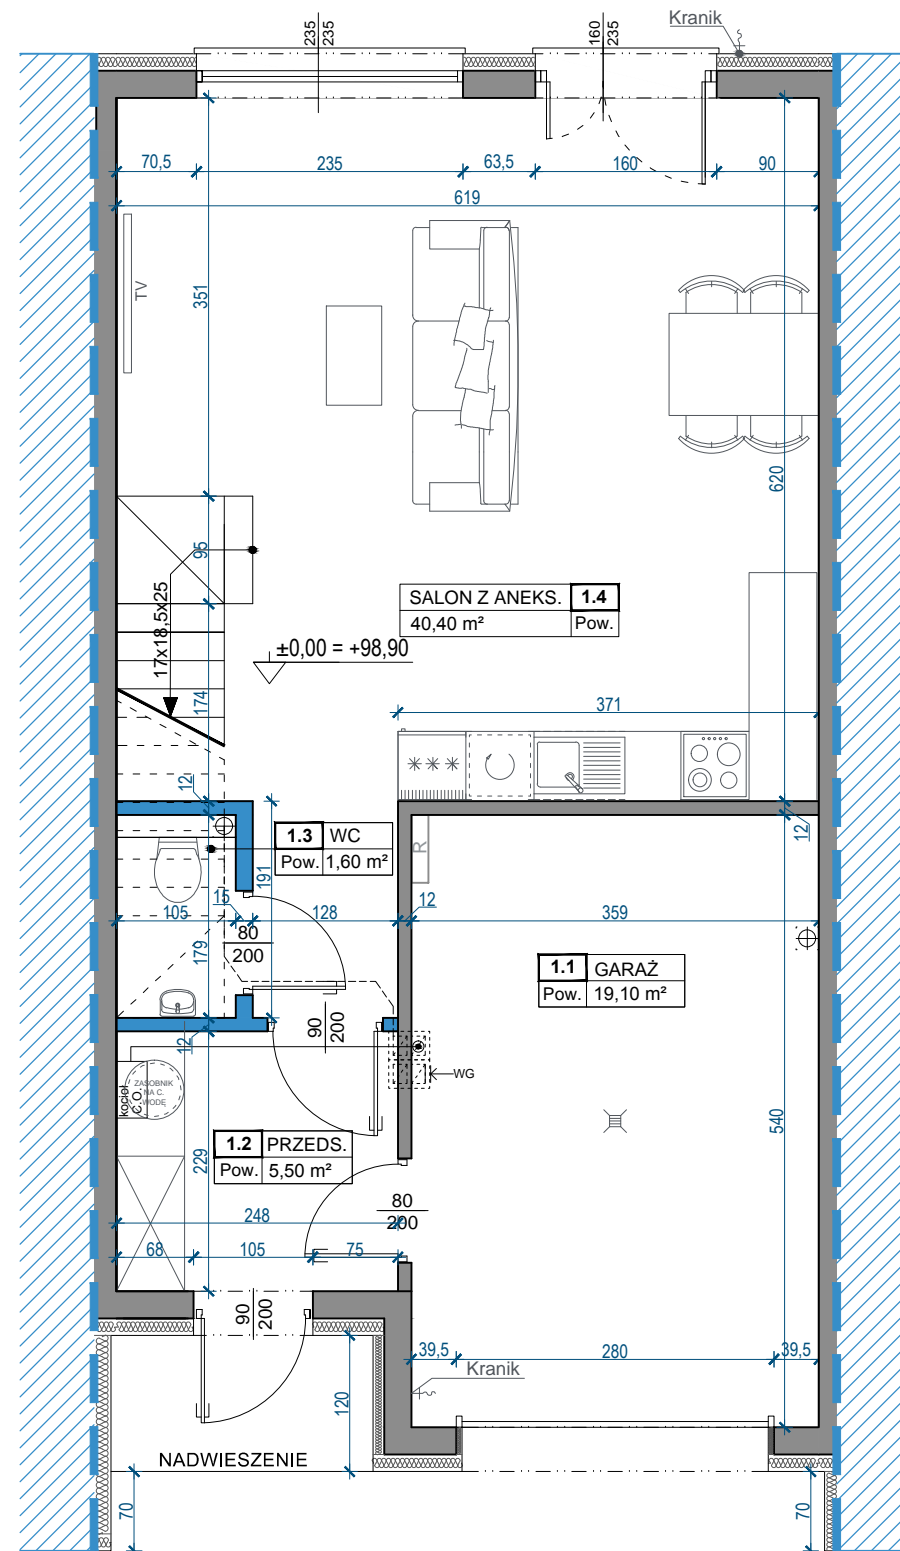 Kranik
235
235
160
235
70,5
235
63,5
160
90
619
TV
351
620
95
17x18,5x25
SALON Z ANEKS. 1.4
40,40 m² Pow.
±0,00 = +98,90
174
371
12
12
1.3 WC
Pow. 1,60 m²
191
R
105
15
128
12
359
80
200
179
1.1 GARAŻ
Pow. 19,10 m²
90
200
12
WG
ZASOBNIK
NA C.
WODĘ
kocioł
C.O.
540
1.2 PRZEDS.
Pow. 5,50 m²
229
80
200
248
68
105
75
90
200
39,5
280
39,5
Kranik
120
NADWIESZENIE
70
70